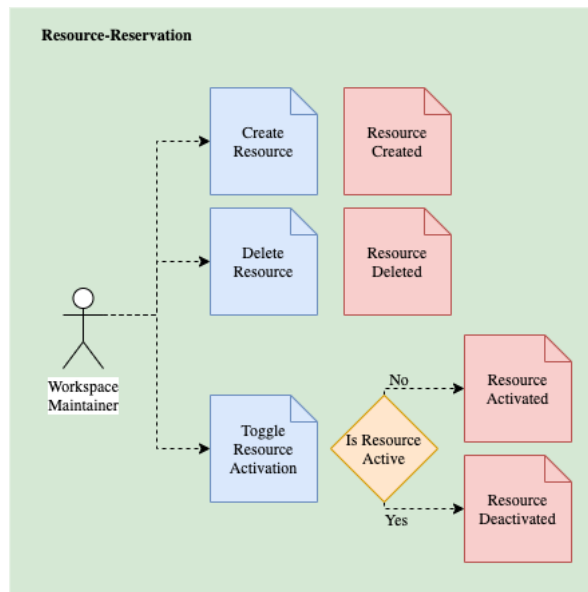 Resource-Reservation
Create
Resource
Resource
Created
Delete
Resource
Resource
Deleted
Workspace
Maintainer
Toggle
Resource
Activation
Is Resource
Active
No
Resource
Activated
Yes
Resource
Deactivated